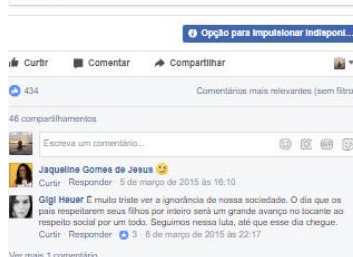 Opção para impulsionar indisponí...
Curtir Comentar Compartilhar
434 Comentários mais relevantes (sem filtro
46 compartilhamentos
Escreva um comentário...
GIF
Jaqueline Gomes de Jesus
Curtir · Responder · 5 de março de 2015 às 16:10
Gigi Heuer É muito triste ver a ignorância de nossa sociedade. O dia que os
pais respeitarem seus filhos por inteiro será um grande avanço no tocante ao
respeito social por um todo. Seguimos nessa luta, até que esse dia chegue.
Curtir · Responder · 3 · 8 de março de 2015 às 22:17
Ver mais 1 comentário